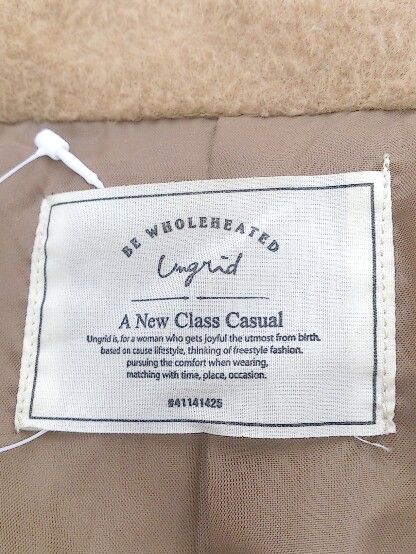 BE WHOLEHEATED
Ungrid
A New Class Casual
Ungrid is, for a woman who gets joyful the utmost from birth.
based on cause lifestyle, thinking of freestyle fashion.
pursuing the comfort when wearing,
matching with time, place, occasion.
#41141425